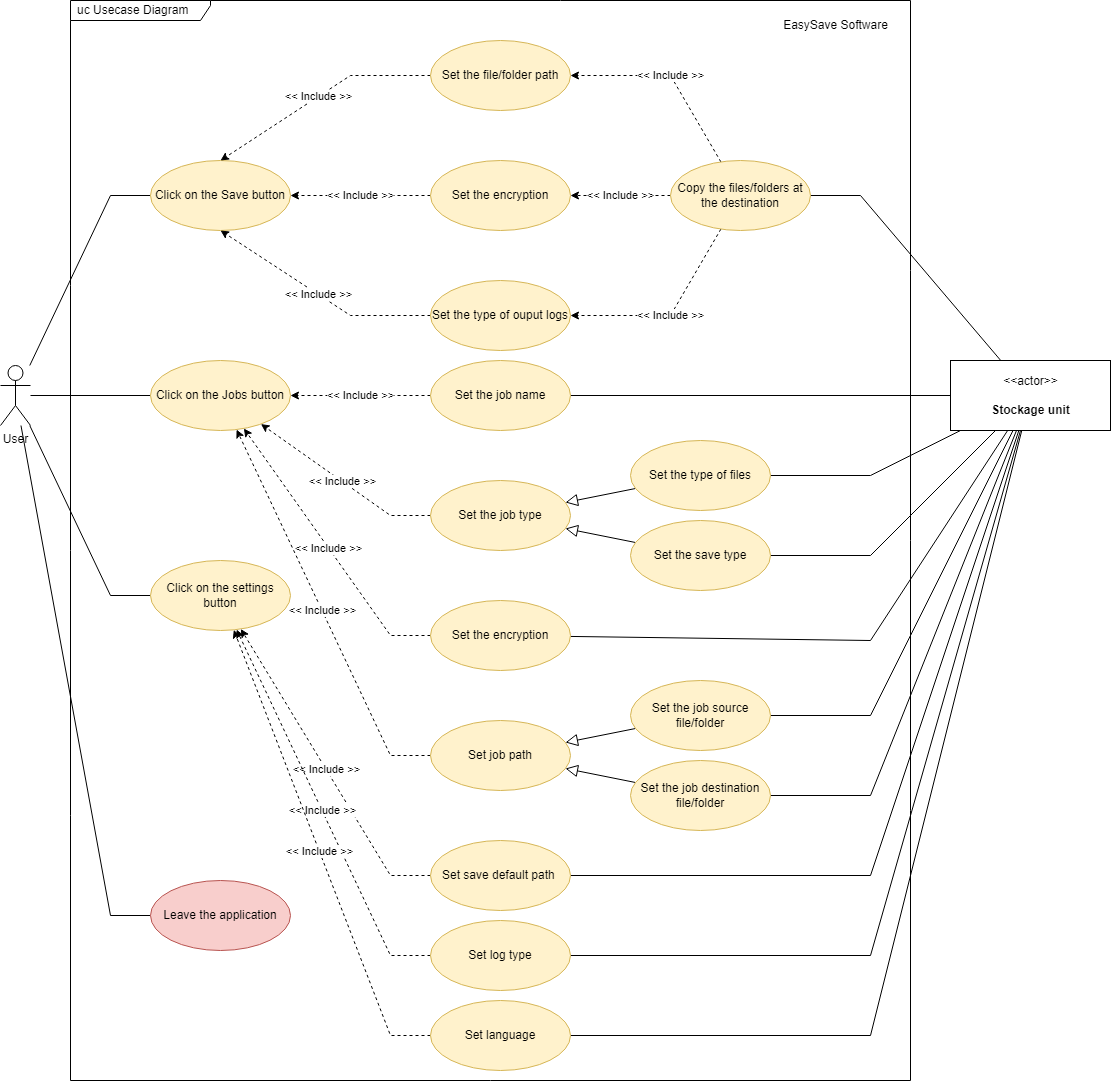 uc Usecase Diagram
EasySave Software
Set the file/folder path
<< Include >>
<< Include >>
Click on the Save button
<< Include >>
Set the encryption
<< Include >>
Copy the files/folders at
the destination
<< Include >>
Set the type of ouput logs
<< Include >>
User
Click on the Jobs button
<< Include >>
Set the job name
<<actor>>
Stockage unit
<< Include >>
Set the job type
Set the type of files
Set the save type
<< Include >>
Click on the settings
button
<< Include >>
Set the encryption
Set job path
Set the job source
file/folder
Set the job destination
file/folder
<< Include >>
<< Include >>
<< Include >>
Set save default path
Leave the application
Set log type
Set language